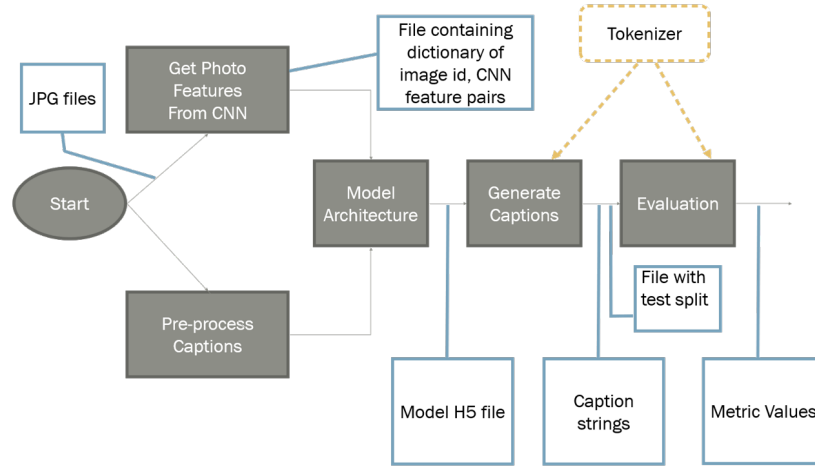 JPG files
Get Photo
Features
From CNN
File containing
dictionary of
image id, CNN
feature pairs
Tokenizer
Start
Model
Architecture
Generate
Captions
Evaluation
Pre-process
Captions
File with
test split
Model H5 file
Caption
strings
Metric Values